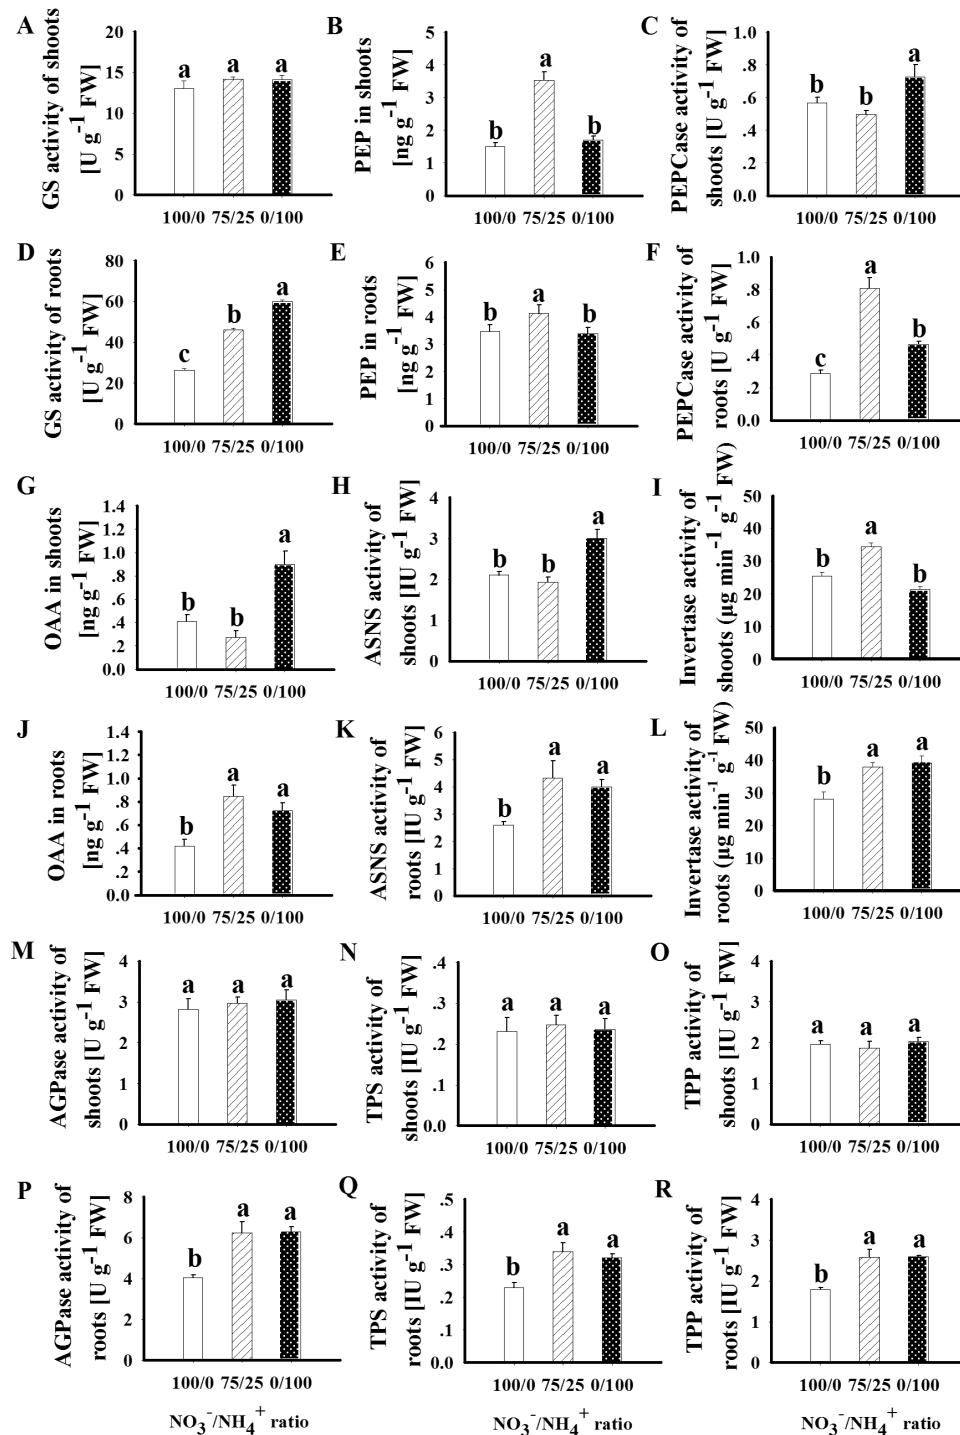 A
GS activity of shoots
[U g-1 FW]
20
15
10
5
0
a
a
a
100/0 75/25 0/100
B
PEP in shoots
[ng g-1 FW]
5
4
3
2
1
0
b
a
b
100/0 75/25 0/100
C
PEPCase activity of
shoots [U g-1 FW]
1.0
.8
.6
.4
.2
0.0
b
b
a
100/0 75/25 0/100
D
GS activity of roots
[U g-1 FW]
80
60
40
20
0
c
b
a
100/0 75/25 0/100
E
PEP in roots
[ng g-1 FW]
6
5
4
3
2
1
0
b
a
b
100/0 75/25 0/100
F
PEPCase activity of
roots [U g-1 FW]
1.0
.8
.6
.4
.2
0.0
c
a
b
100/0 75/25 0/100
G
OAA in shoots
[ng g-1 FW]
1.4
1.2
1.0
.8
.6
.4
.2
0.0
b
b
a
100/0 75/25 0/100
H
ASNS activity of
shoots [IU g-1 FW]
4
3
2
1
0
b
b
a
100/0 75/25 0/100
I
Invertase activity of
shoots (µg min-1 g-1 FW)
50
40
30
20
10
0
b
a
b
100/0 75/25 0/100
J
OAA in roots
[ng g-1 FW]
1.4
1.2
1.0
.8
.6
.4
.2
0.0
b
a
a
100/0 75/25 0/100
K
ASNS activity of
roots [IU g-1 FW]
6
5
4
3
2
1
0
b
a
a
100/0 75/25 0/100
L
Invertase activity of
roots (µg min-1 g-1 FW)
50
40
30
20
10
0
b
a
a
100/0 75/25 0/100
M
AGPase activity of
shoots [U g-1 FW]
4
3
2
1
0
a
a
a
100/0 75/25 0/100
N
TPS activity of
shoots [IU g-1 FW]
.4
.3
.2
.1
0.0
a
a
a
100/0 75/25 0/100
O
TPP activity of
shoots [IU g-1 FW]
4
3
2
1
0
a
a
a
100/0 75/25 0/100
P
AGPase activity of
roots [U g-1 FW]
8
6
4
2
0
b
a
a
100/0 75/25 0/100
NO3-/NH4+ ratio
Q
TPS activity of
roots [IU g-1 FW]
.5
.4
.3
.2
.1
0.0
b
a
a
100/0 75/25 0/100
NO3-/NH4+ ratio
R
TPP activity of
roots [IU g-1 FW]
4
3
2
1
0
b
a
a
100/0 75/25 0/100
NO3-/NH4+ ratio